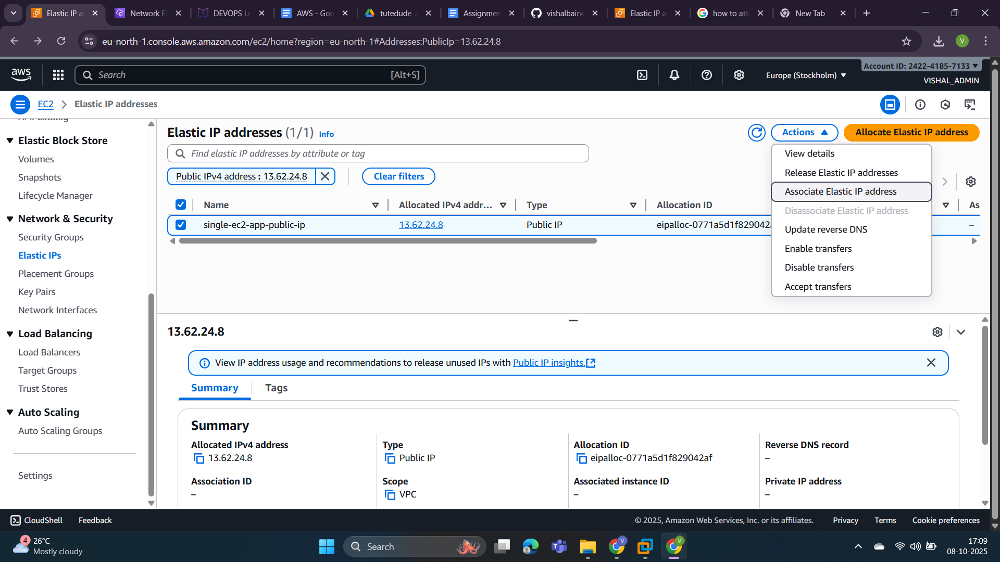 Elastic IP a
Network Fi
DEVOPS Le
AWS - Goo
tutedude_a
Assignmen
vishalbairw
Elastic IP a
how to atta
New Tab
eu-north-1.console.aws.amazon.com/ec2/home?region=eu-north-1#Addresses:PublicIp=13.62.24.8
V
aws
Search
[Alt+S]
Europe (Stockholm)
Account ID: 2422-4185-7133
VISHAL_ADMIN
EC2
Elastic IP addresses
API Catalog
Elastic Block Store
Volumes
Snapshots
Lifecycle Manager
Network & Security
Security Groups
Elastic IPs
Placement Groups
Key Pairs
Network Interfaces
Load Balancing
Load Balancers
Target Groups
Trust Stores
Auto Scaling
Auto Scaling Groups
Settings
Elastic IP addresses (1/1) Info
Actions
Allocate Elastic IP address
Find elastic IP addresses by attribute or tag
Public IPv4 address : 13.62.24.8
Clear filters
View details
Release Elastic IP addresses
Associate Elastic IP address
Disassociate Elastic IP address
Update reverse DNS
Enable transfers
Disable transfers
Accept transfers
Name Allocated IPv4 addr... Type Allocation ID As
single-ec2-app-public-ip 13.62.24.8 Public IP eipalloc-0771a5d1f829042a –
13.62.24.8
View IP address usage and recommendations to release unused IPs with Public IP insights.
Summary Tags
Summary
Allocated IPv4 address
13.62.24.8
Type
Public IP
Allocation ID
eipalloc-0771a5d1f829042af
Reverse DNS record
–
Association ID
–
Scope
VPC
Associated instance ID
–
Private IP address
–
CloudShell Feedback
© 2025, Amazon Web Services, Inc. or its affiliates. Privacy Terms Cookie preferences
4
26°C
Mostly cloudy
Search
17:09
08-10-2025